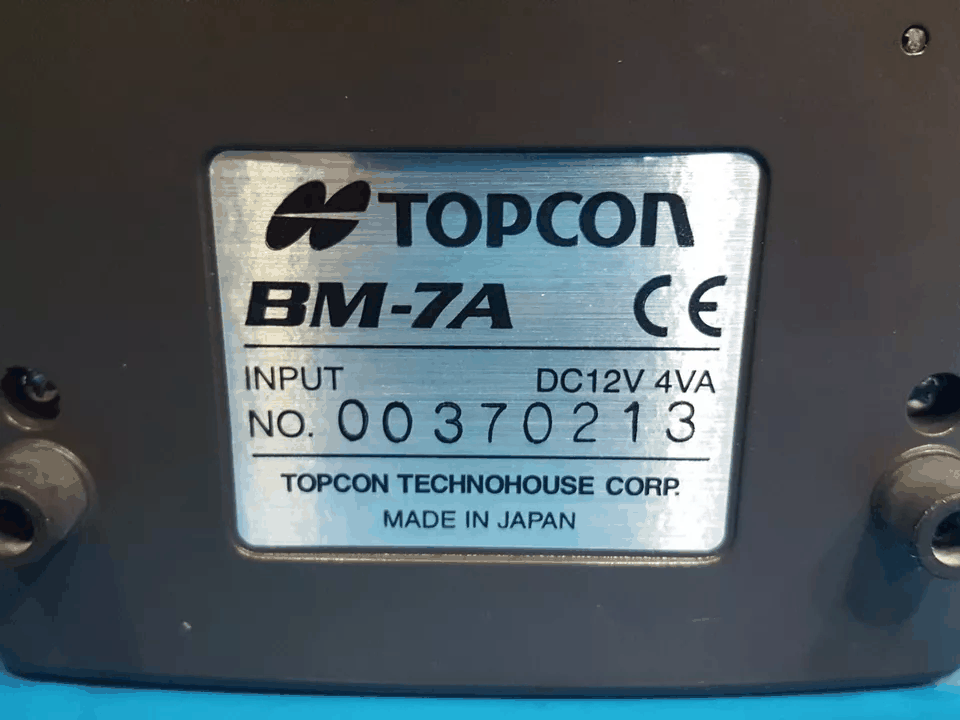 TOPCON
BM-7A CE
INPUT DC12V 4VA
NO. 00370213
TOPCON TECHNOHOUSE CORP.
MADE IN JAPAN